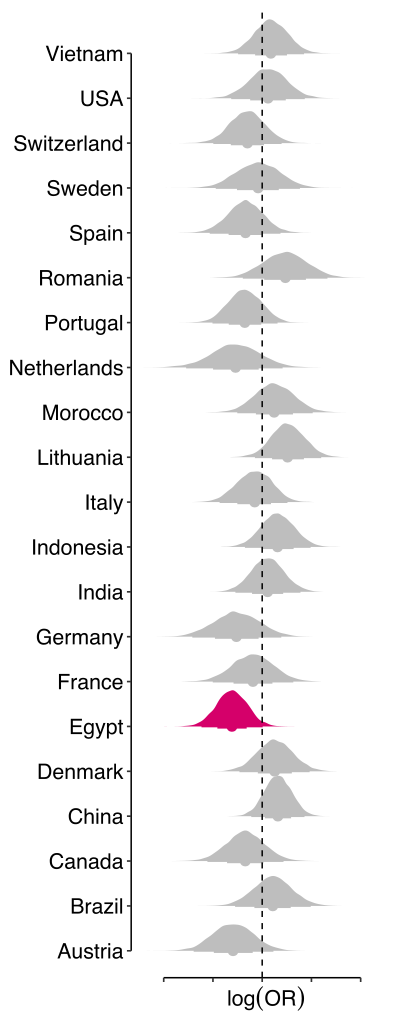 Vietnam
USA
Switzerland
Sweden
Spain
Romania
Portugal
Netherlands
Morocco
Lithuania
Italy
Indonesia
India
Germany
France
Egypt
Denmark
China
Canada
Brazil
Austria
log(OR)